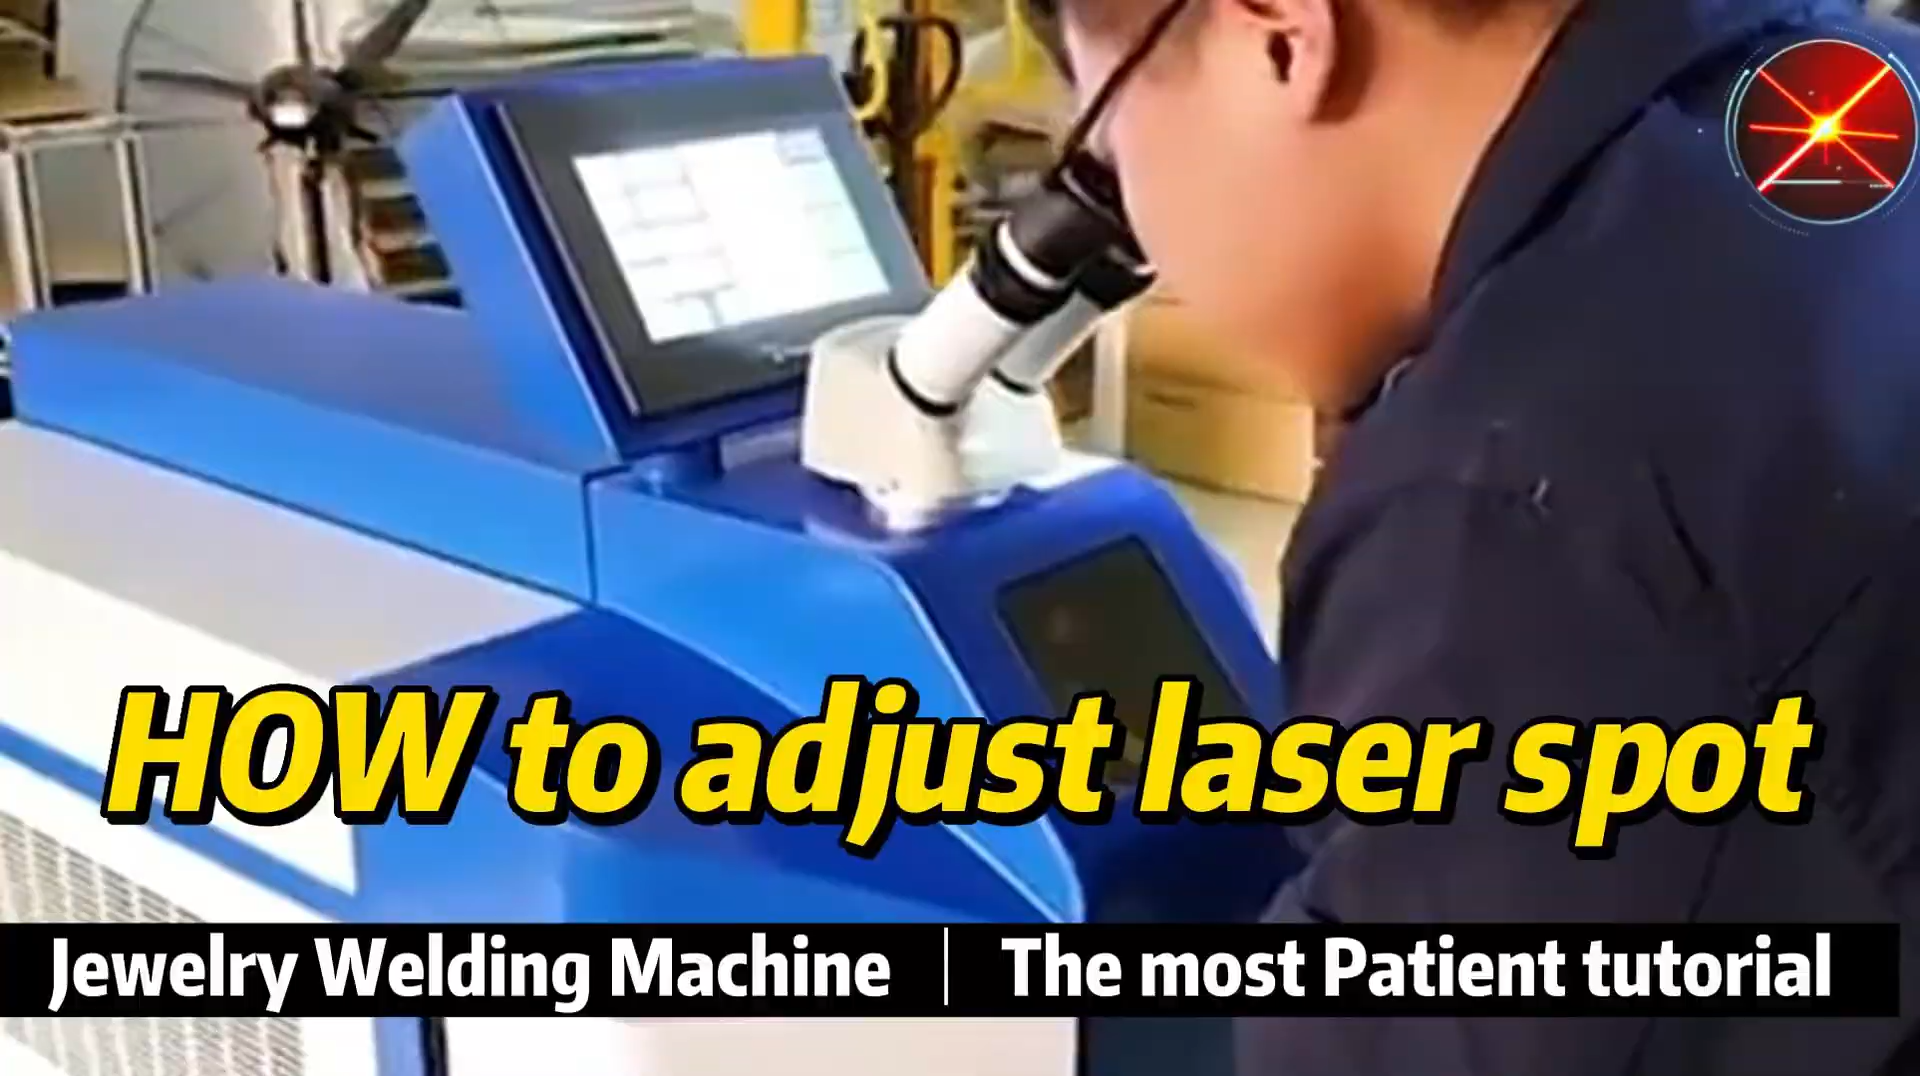 HOW to adjust laser spot
Jewelry Welding Machine | The most Patient tutorial